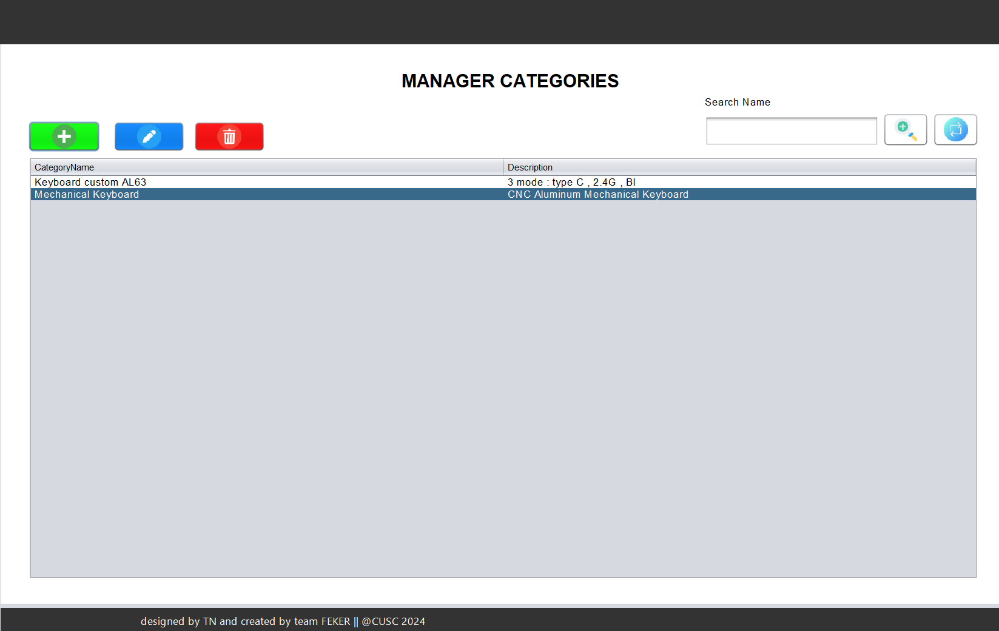 MANAGER CATEGORIES
Search Name
CategoryName Description
Keyboard custom AL63 3 mode : type C , 2.4G , Bl
Mechanical Keyboard CNC Aluminum Mechanical Keyboard
designed by TN and created by team FEKER || @CUSC 2024